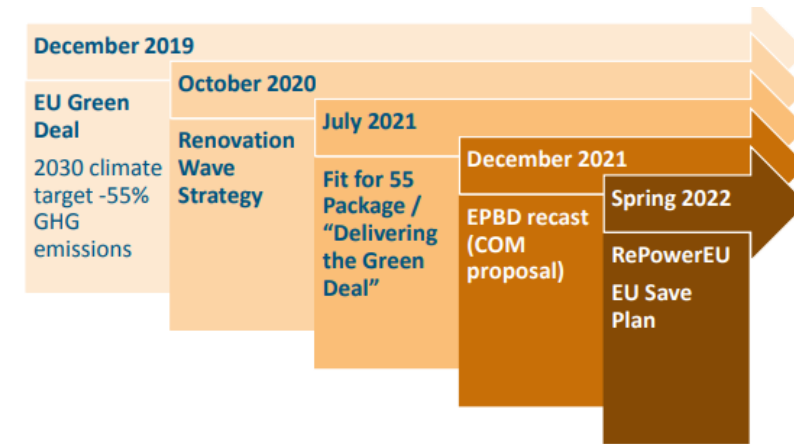 December 2019
EU Green
Deal
2030 climate
target -55%
GHG
emissions
October 2020
Renovation
Wave
Strategy
July 2021
Fit for 55
Package /
“Delivering
the Green
Deal”
December 2021
EPBD recast
(COM
proposal)
Spring 2022
RePowerEU
EU Save
Plan